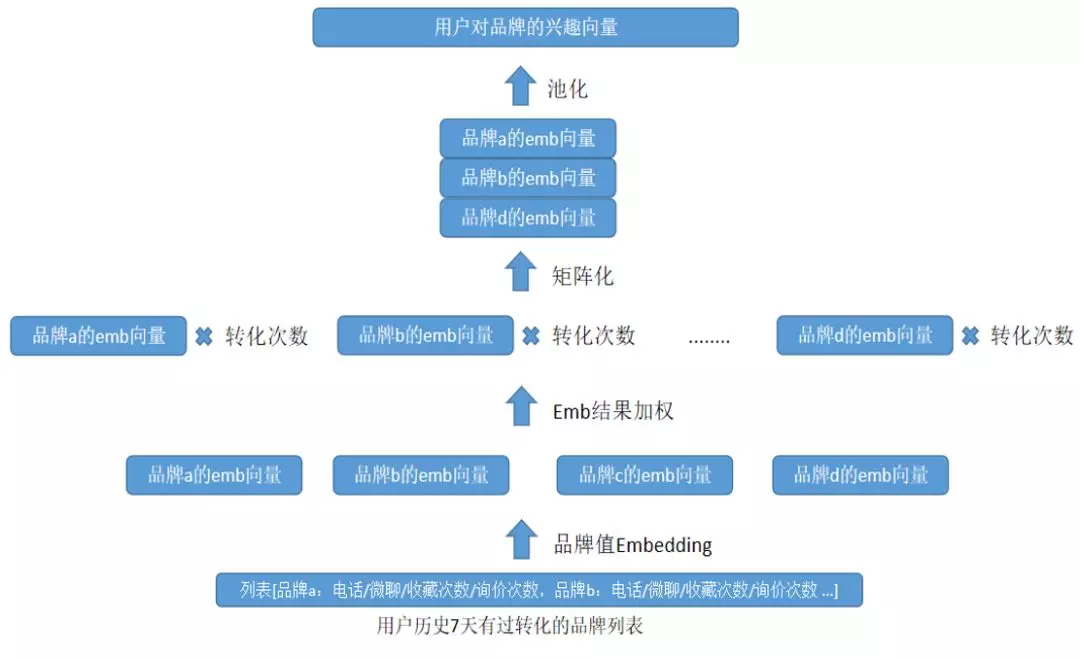 用户对品牌的兴趣向量
池化
品牌a的emb向量
品牌b的emb向量
品牌d的emb向量
矩阵化
品牌a的emb向量 ✖ 转化次数 品牌b的emb向量 ✖ 转化次数 ........ 品牌d的emb向量 ✖ 转化次数
Emb结果加权
品牌a的emb向量 品牌b的emb向量 品牌c的emb向量 品牌d的emb向量
品牌值Embedding
列表[品牌a：电话/微聊/收藏次数/询价次数，品牌b：电话/微聊/收藏次数/询价次数 ...]
用户历史7天有过转化的品牌列表